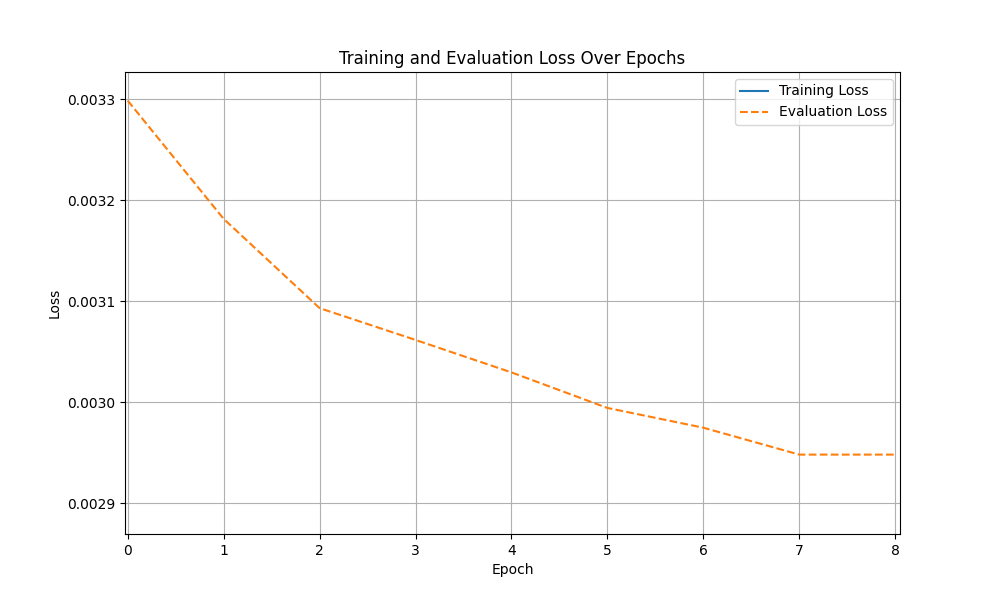 Training and Evaluation Loss Over Epochs
Training Loss
Evaluation Loss
0.0033
0.0032
0.0031
0.0030
0.0029
Loss
0 1 2 3 4 5 6 7 8
Epoch